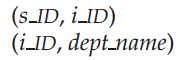 (s_ID, i_ID)
(i_ID, dept_name)